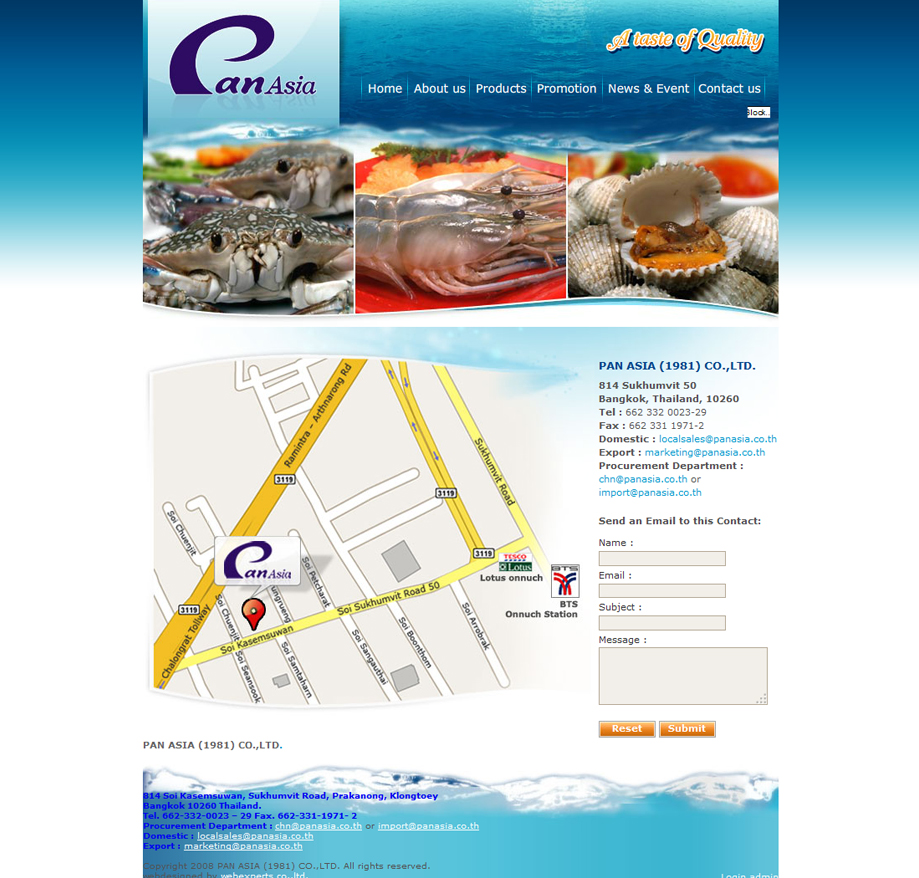 Pan Asia
A taste of Quality
Home
About us
Products
Promotion
News & Event
Contact us
Block..
Ramintra - Arthnarong Rd
3119
3119
Sukhumvit Road
Soi Chuenjit
Pan Asia
Soi Petcharat
3119
TESCO
Lotus
Lotus onnuch
BTS
BTS
Onnuch Station
3119
Chalongrat Tollway
Soi Chuenjit
Soi Kasemsuwan
Soi Sukhumvit Road 50
Soi Seansook
Soi Samtaharn
Soi Sangauthai
Soi Boonthom
Soi Arrobrak
PAN ASIA (1981) CO.,LTD.
814 Sukhumvit 50
Bangkok, Thailand, 10260
Tel : 662 332 0023-29
Fax : 662 331 1971-2
Domestic : localsales@panasia.co.th
Export : marketing@panasia.co.th
Procurement Department :
chn@panasia.co.th or
import@panasia.co.th
Send an Email to this Contact:
Name :
Email :
Subject :
Message :
Reset
Submit
PAN ASIA (1981) CO.,LTD.
814 Soi Kasemsuwan, Sukhumvit Road, Prakanong, Klongtoey
Bangkok 10260 Thailand.
Tel. 662-332-0023 – 29 Fax. 662-331-1971- 2
Procurement Department : chn@panasia.co.th or import@panasia.co.th
Domestic : localsales@panasia.co.th
Export : marketing@panasia.co.th
Copyright 2008 PAN ASIA (1981) CO.,LTD. All rights reserved.
webdesigned by webexperts co.,ltd.
Login admin